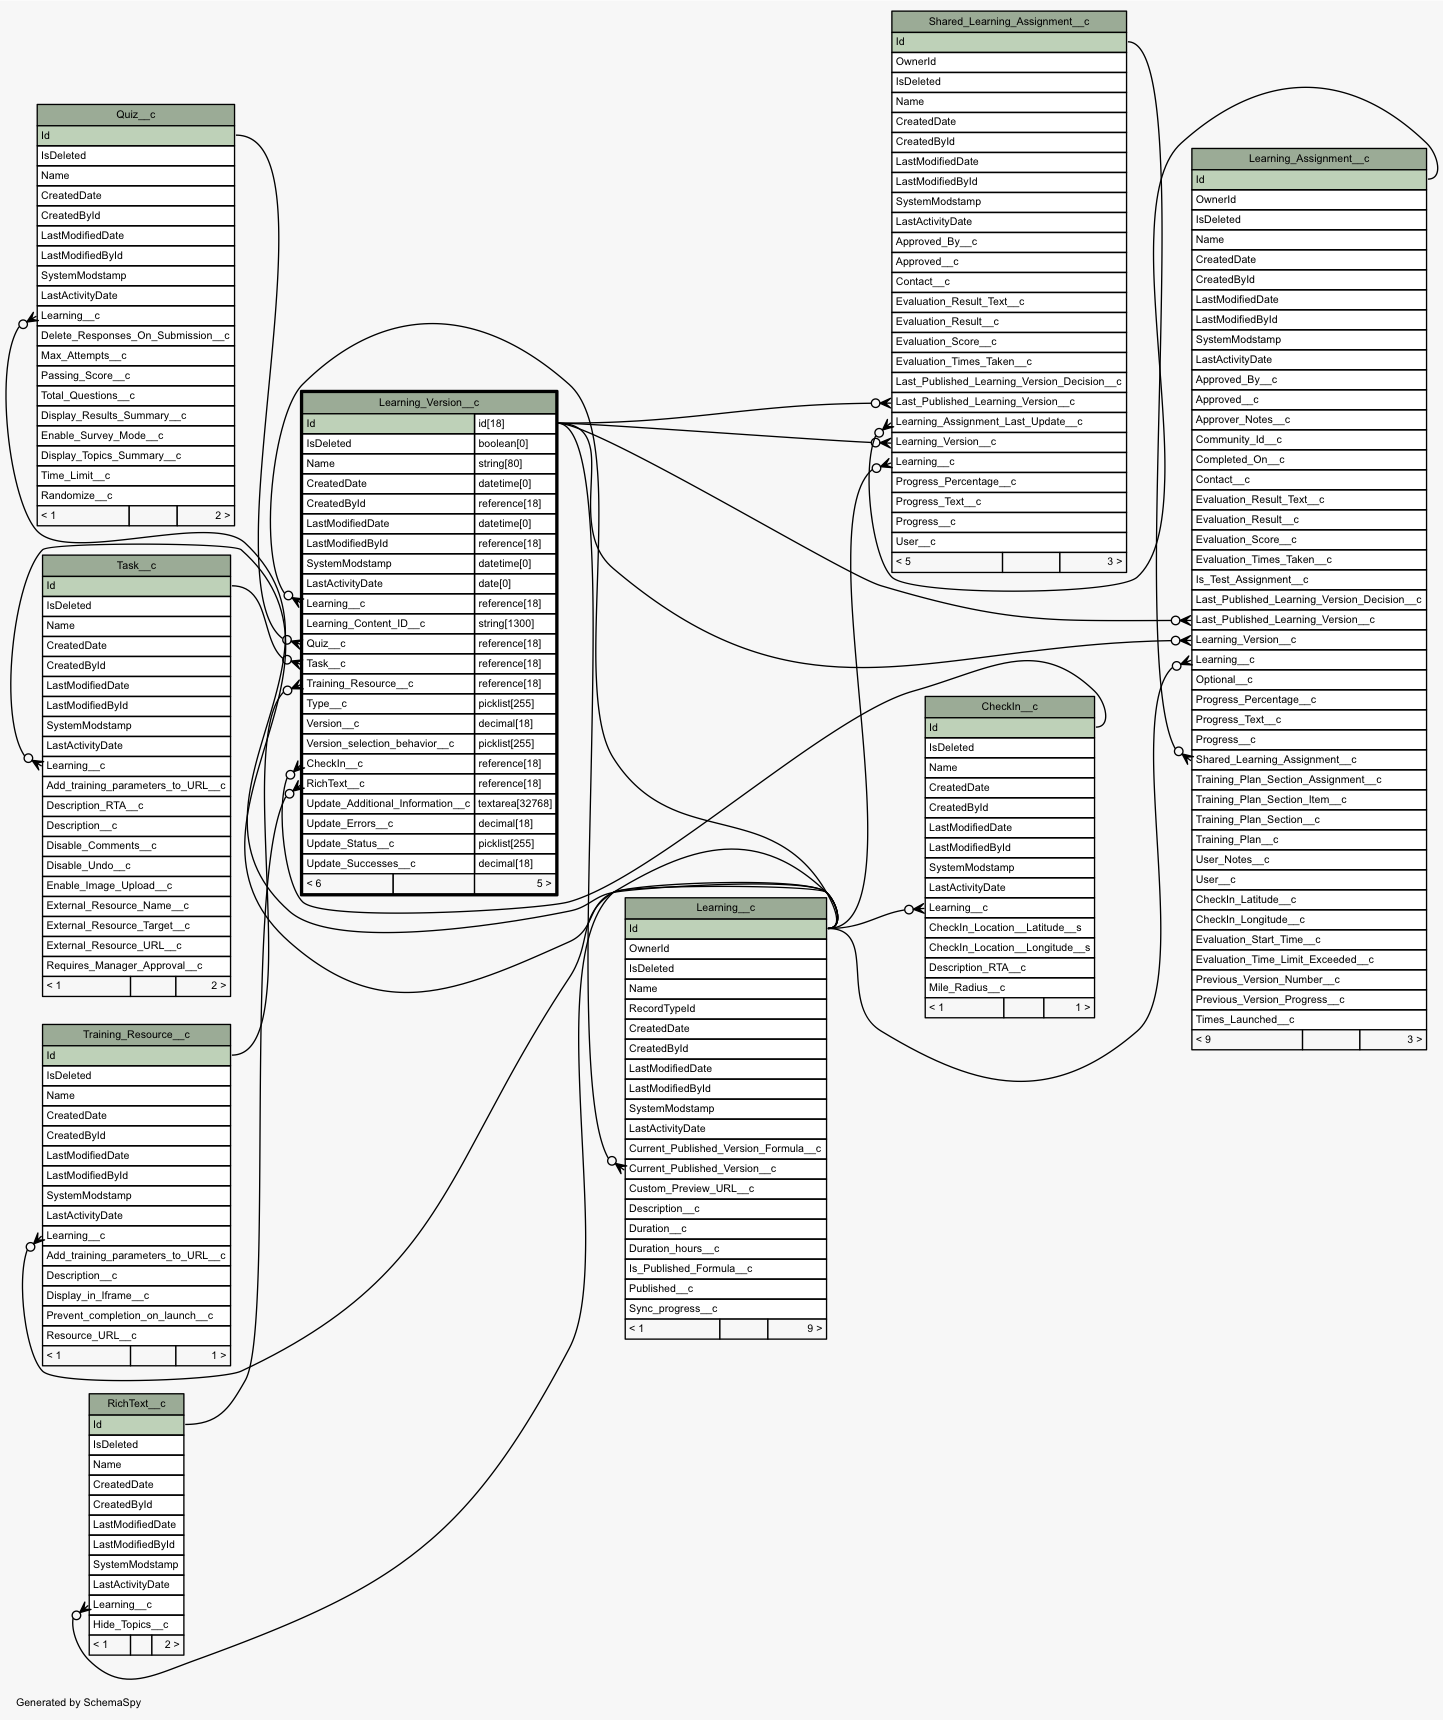 Shared_Learning_Assignment__c
Id
OwnerId
IsDeleted
Name
CreatedDate
CreatedById
LastModifiedDate
LastModifiedById
SystemModstamp
LastActivityDate
Approved_By__c
Approved__c
Contact__c
Evaluation_Result_Text__c
Evaluation_Result__c
Evaluation_Score__c
Evaluation_Times_Taken__c
Last_Published_Learning_Version_Decision__c
Last_Published_Learning_Version__c
Learning_Assignment_Last_Update__c
Learning_Version__c
Learning__c
Progress_Percentage__c
Progress_Text__c
Progress__c
User__c
< 5 3 >
Quiz__c
Id
IsDeleted
Name
CreatedDate
CreatedById
LastModifiedDate
LastModifiedById
SystemModstamp
LastActivityDate
Learning__c
Delete_Responses_On_Submission__c
Max_Attempts__c
Passing_Score__c
Total_Questions__c
Display_Results_Summary__c
Enable_Survey_Mode__c
Display_Topics_Summary__c
Time_Limit__c
Randomize__c
< 1 2 >
Learning_Assignment__c
Id
OwnerId
IsDeleted
Name
CreatedDate
CreatedById
LastModifiedDate
LastModifiedById
SystemModstamp
LastActivityDate
Approved_By__c
Approved__c
Approver_Notes__c
Community_Id__c
Completed_On__c
Contact__c
Evaluation_Result_Text__c
Evaluation_Result__c
Evaluation_Score__c
Evaluation_Times_Taken__c
Is_Test_Assignment__c
Last_Published_Learning_Version_Decision__c
Last_Published_Learning_Version__c
Learning_Version__c
Learning__c
Optional__c
Progress_Percentage__c
Progress_Text__c
Progress__c
Shared_Learning_Assignment__c
Training_Plan_Section_Assignment__c
Training_Plan_Section_Item__c
Training_Plan_Section__c
Training_Plan__c
User_Notes__c
User__c
CheckIn_Latitude__c
CheckIn_Longitude__c
Evaluation_Start_Time__c
Evaluation_Time_Limit_Exceeded__c
Previous_Version_Number__c
Previous_Version_Progress__c
Times_Launched__c
< 9 3 >
Learning_Version__c
Id id[18]
IsDeleted boolean[0]
Name string[80]
CreatedDate datetime[0]
CreatedById reference[18]
LastModifiedDate datetime[0]
LastModifiedById reference[18]
SystemModstamp datetime[0]
LastActivityDate date[0]
Learning__c reference[18]
Learning_Content_ID__c string[1300]
Quiz__c reference[18]
Task__c reference[18]
Training_Resource__c reference[18]
Type__c picklist[255]
Version__c decimal[18]
Version_selection_behavior__c picklist[255]
CheckIn__c reference[18]
RichText__c reference[18]
Update_Additional_Information__c textarea[32768]
Update_Errors__c decimal[18]
Update_Status__c picklist[255]
Update_Successes__c decimal[18]
< 6 5 >
Task__c
Id
IsDeleted
Name
CreatedDate
CreatedById
LastModifiedDate
LastModifiedById
SystemModstamp
LastActivityDate
Learning__c
Add_training_parameters_to_URL__c
Description_RTA__c
Description__c
Disable_Comments__c
Disable_Undo__c
Enable_Image_Upload__c
External_Resource_Name__c
External_Resource_Target__c
External_Resource_URL__c
Requires_Manager_Approval__c
< 1 2 >
CheckIn__c
Id
IsDeleted
Name
CreatedDate
CreatedById
LastModifiedDate
LastModifiedById
SystemModstamp
LastActivityDate
Learning__c
CheckIn_Location__Latitude__s
CheckIn_Location__Longitude__s
Description_RTA__c
Mile_Radius__c
< 1 1 >
Learning__c
Id
OwnerId
IsDeleted
Name
RecordTypeId
CreatedDate
CreatedById
LastModifiedDate
LastModifiedById
SystemModstamp
LastActivityDate
Current_Published_Version_Formula__c
Current_Published_Version__c
Custom_Preview_URL__c
Description__c
Duration__c
Duration_hours__c
Is_Published_Formula__c
Published__c
Sync_progress__c
< 1 9 >
Training_Resource__c
Id
IsDeleted
Name
CreatedDate
CreatedById
LastModifiedDate
LastModifiedById
SystemModstamp
LastActivityDate
Learning__c
Add_training_parameters_to_URL__c
Description__c
Display_in_Iframe__c
Prevent_completion_on_launch__c
Resource_URL__c
< 1 1 >
RichText__c
Id
IsDeleted
Name
CreatedDate
CreatedById
LastModifiedDate
LastModifiedById
SystemModstamp
LastActivityDate
Learning__c
Hide_Topics__c
< 1 2 >
Generated by SchemaSpy